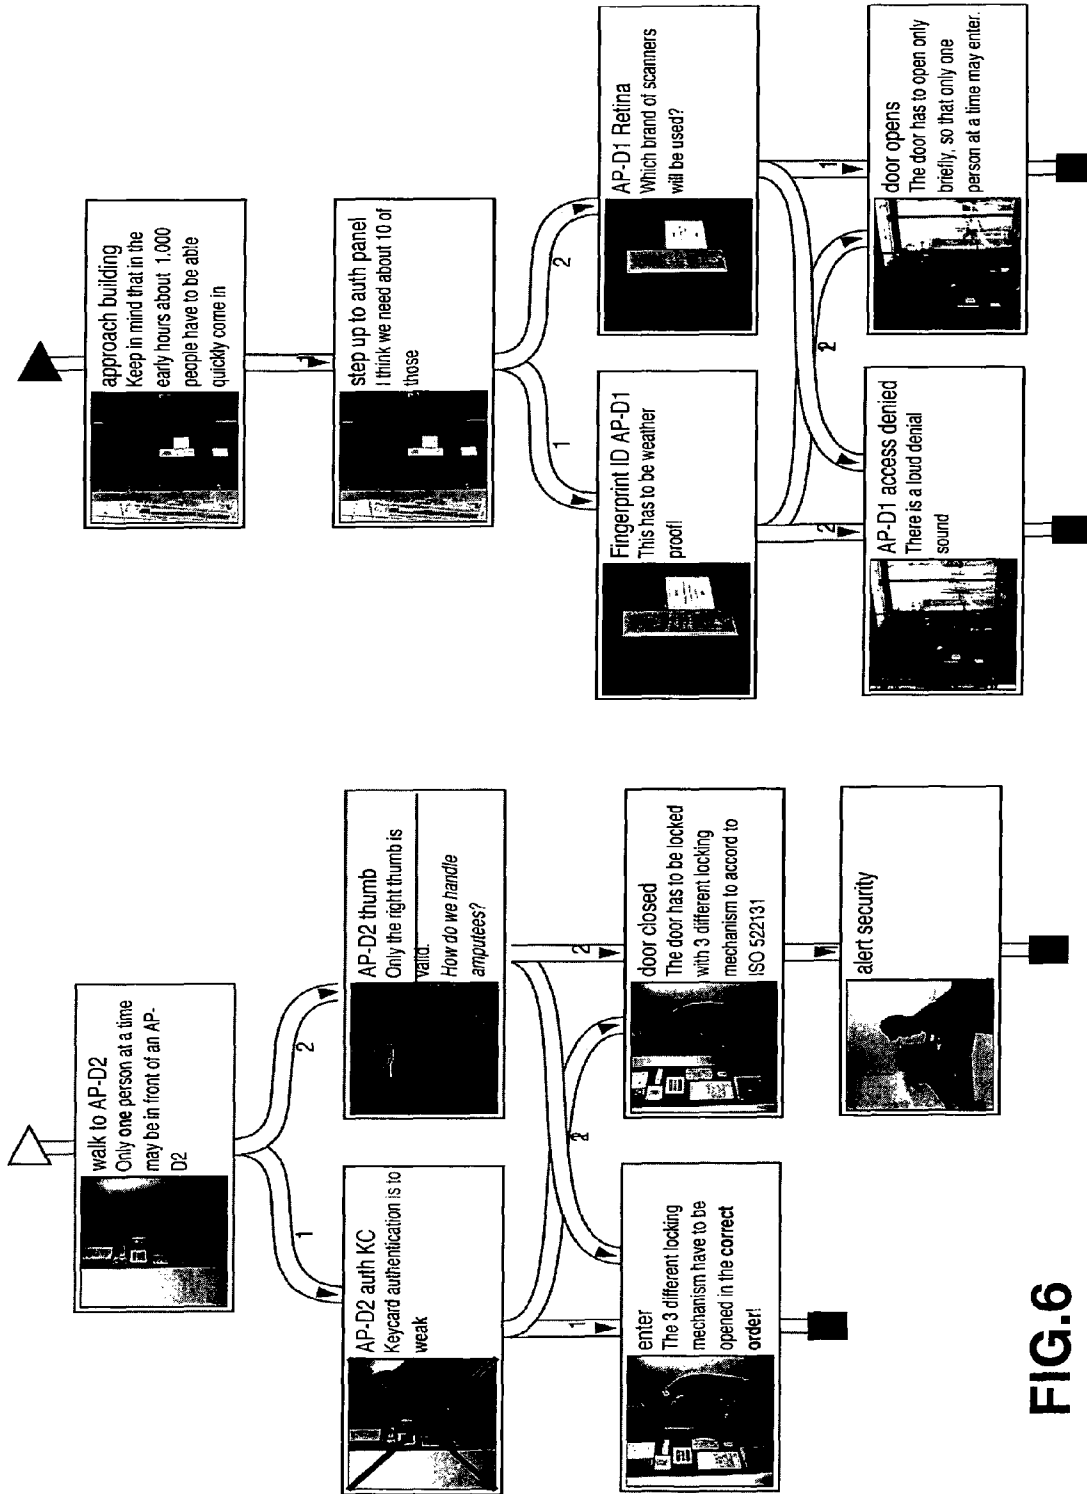 approach building
Keep in mind that in the
early hours about 1.000
people have to be able
quickly come in
1
step up to auth panel
I think we need about 10 of
those
1
2
Fingerprint ID AP-D1
This has to be weather
proof!
AP-D1 Retina
Which brand of scanners
will be used?
2
2
1
AP-D1 access denied
There is a loud denial
sound
door opens
The door has to open only
briefly, so that only one
person at a time may enter.
walk to AP-D2
Only one person at a time
may be in front of an AP-
D2
1
2
AP-D2 auth KC
Keycard authentication is to
weak
AP-D2 thumb
Only the right thumb is
valid.
How do we handle
amputees?
1
2
2
enter
The 3 different locking
mechanism have to be
opened in the correct
order!
door closed
The door has to be locked
with 3 different locking
mechanism to accord to
ISO 522131
alert security
FIG.6